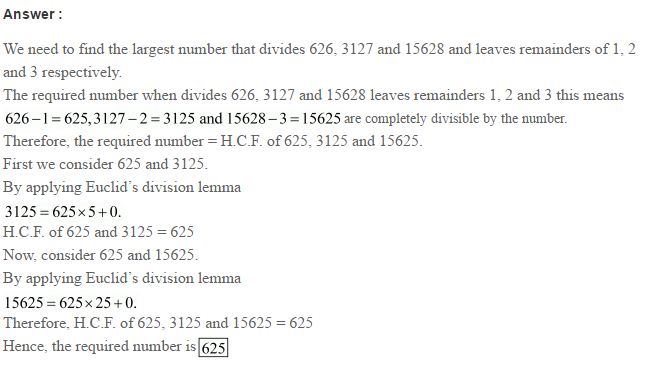 Answer :
We need to find the largest number that divides 626, 3127 and 15628 and leaves remainders of 1, 2
and 3 respectively.
The required number when divides 626, 3127 and 15628 leaves remainders 1, 2 and 3 this means
626 – 1 = 625, 3127 – 2 = 3125 and 15628 – 3 = 15625 are completely divisible by the number.
Therefore, the required number = H.C.F. of 625, 3125 and 15625.
First we consider 625 and 3125.
By applying Euclid's division lemma
3125 = 625 × 5 + 0.
H.C.F. of 625 and 3125 = 625
Now, consider 625 and 15625.
By applying Euclid's division lemma
15625 = 625 × 25 + 0.
Therefore, H.C.F. of 625, 3125 and 15625 = 625
Hence, the required number is 625